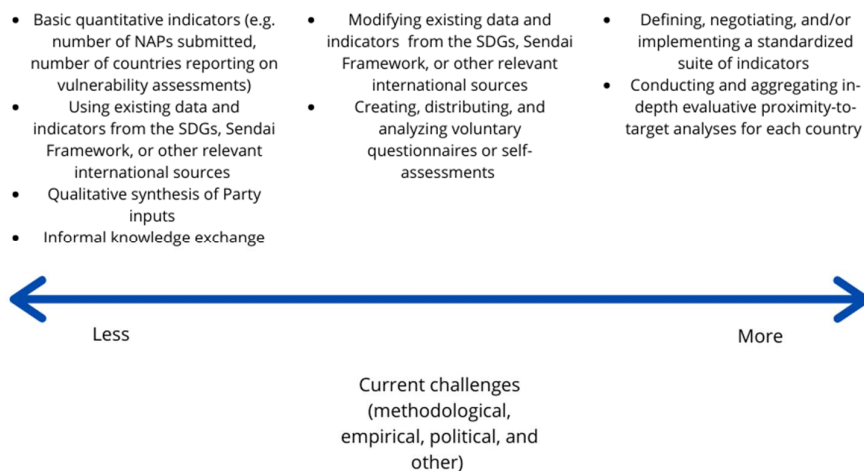 Basic quantitative indicators (e.g.
number of NAPs submitted,
number of countries reporting on
vulnerability assessments)
Using existing data and
indicators from the SDGs, Sendai
Framework, or other relevant
international sources
Qualitative synthesis of Party
inputs
Informal knowledge exchange
Modifying existing data and
indicators from the SDGs, Sendai
Framework, or other relevant
international sources
Creating, distributing, and
analyzing voluntary
questionnaires or self-
assessments
Defining, negotiating, and/or
implementing a standardized
suite of indicators
Conducting and aggregating in-
depth evaluative proximity-to-
target analyses for each country
Less
More
Current challenges
(methodological,
empirical, political, and
other)